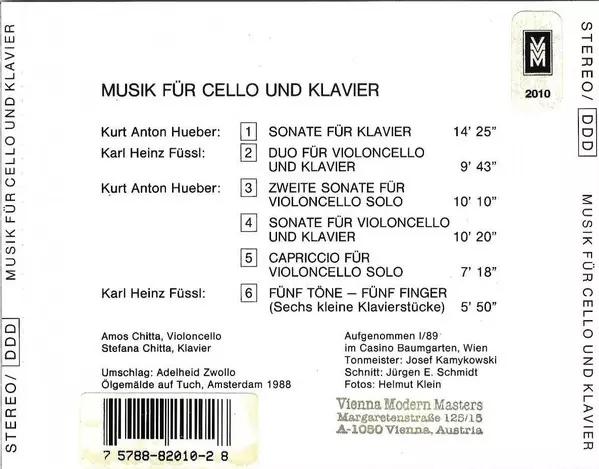 STEREO/ DDD MUSIK FÜR CELLO UND KLAVIER
VMM
2010
MUSIK FÜR CELLO UND KLAVIER
Kurt Anton Hueber: 1 SONATE FÜR KLAVIER 14' 25"
Karl Heinz Füssl: 2 DUO FÜR VIOLONCELLO
UND KLAVIER 9' 43"
Kurt Anton Hueber: 3 ZWEITE SONATE FÜR
VIOLONCELLO SOLO 10' 10"
4 SONATE FÜR VIOLONCELLO
UND KLAVIER 10' 20"
5 CAPRICCIO FÜR
VIOLONCELLO SOLO 7' 18"
Karl Heinz Füssl: 6 FÜNF TÖNE – FÜNF FINGER
(Sechs kleine Klavierstücke) 5' 50"
Amos Chitta, Violoncello
Stefana Chitta, Klavier
Umschlag: Adelheid Zwollo
Ölgemälde auf Tuch, Amsterdam 1988
Aufgenommen I/89
im Casino Baumgarten, Wien
Tonmeister: Josef Kamykowski
Schnitt: Jürgen E. Schmidt
Fotos: Helmut Klein
Vienna Modern Masters
Margaretenstraße 125/15
A-1050 Vienna, Austria
7 5788-82010-2 8
STEREO/ DDD MUSIK FÜR CELLO UND KLAVIER